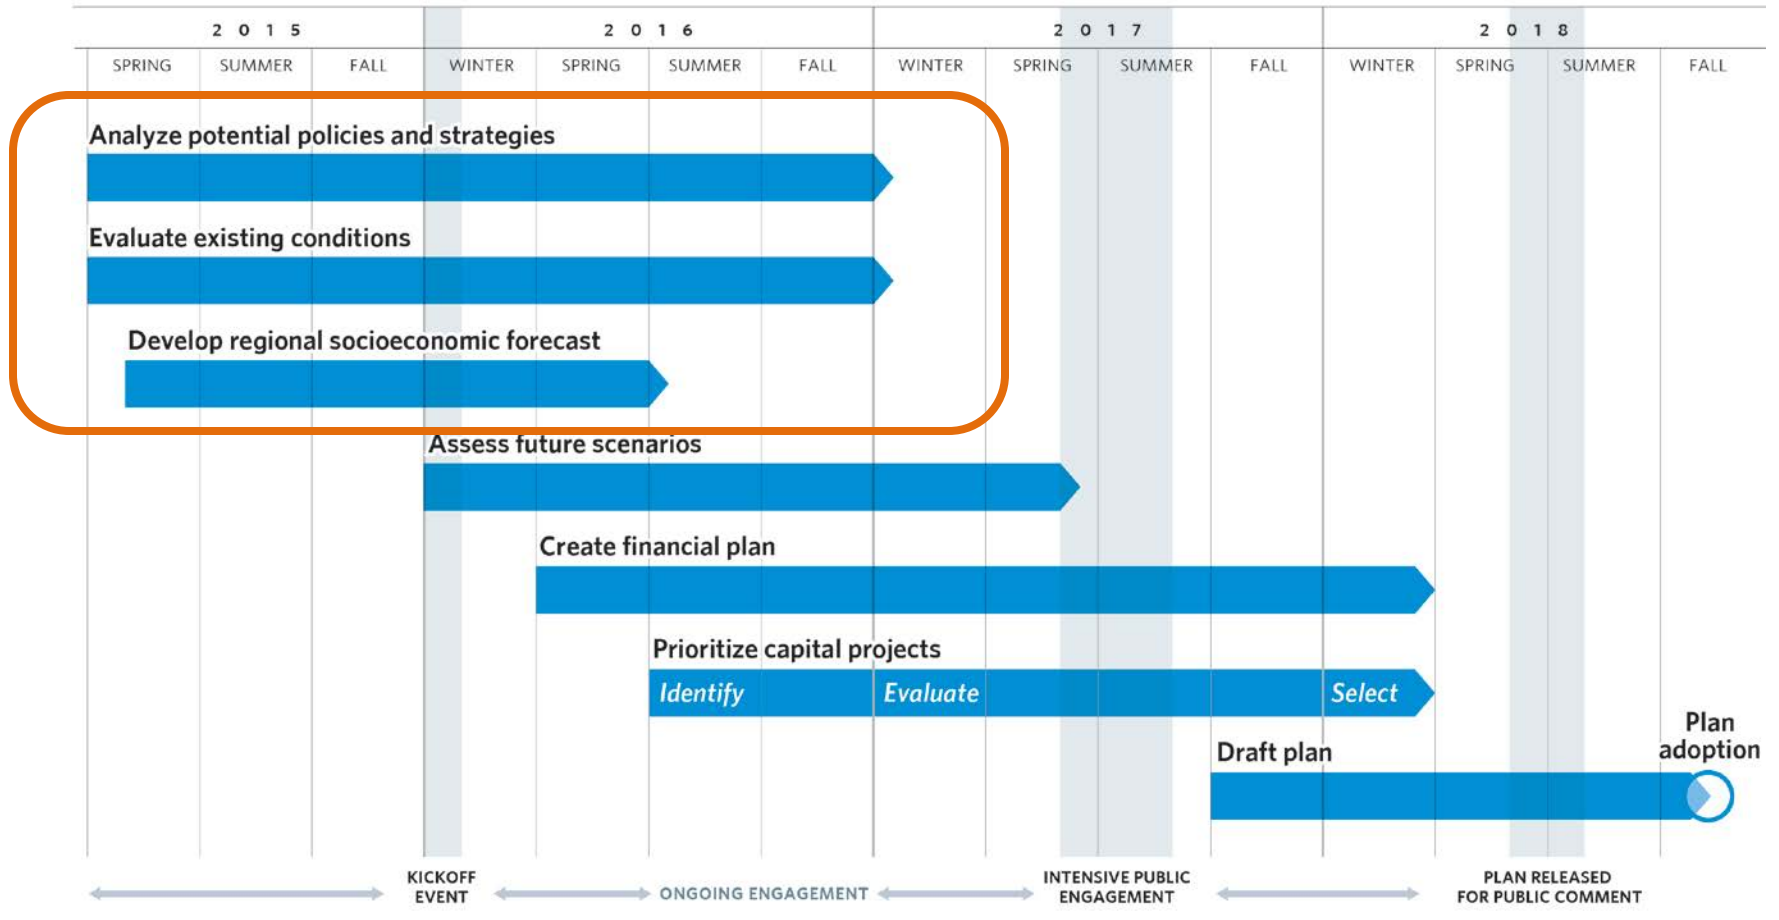 2 0 1 5
2 0 1 6
2 0 1 7
2 0 1 8
SPRING SUMMER FALL WINTER SPRING SUMMER FALL WINTER SPRING SUMMER FALL WINTER SPRING SUMMER FALL
Analyze potential policies and strategies
Evaluate existing conditions
Develop regional socioeconomic forecast
Assess future scenarios
Create financial plan
Prioritize capital projects
Identify Evaluate Select
Draft plan
Plan
adoption
KICKOFF
EVENT
ONGOING ENGAGEMENT
INTENSIVE PUBLIC
ENGAGEMENT
PLAN RELEASED
FOR PUBLIC COMMENT